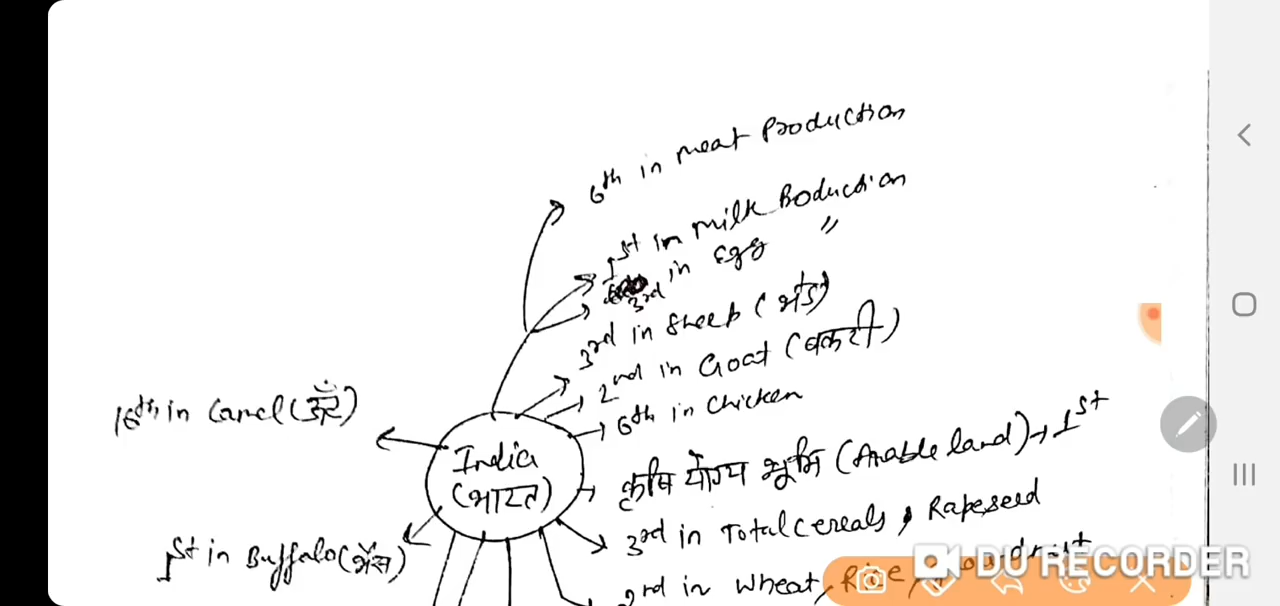 6th in meat Production
1st in milk Production
3rd in Egg "
3rd in Sheep (भेड़)
2nd in Goat (बकरी)
6th in Chicken
16th in Camel (ऊँट)
India
(भारत)
कृषि योग्य भूमि (Arable land) → 1st
3rd in Total Cereals, Rapeseed
1st in Buffalo (भैंस)
in Wheat, Rice,
DU RECORDER